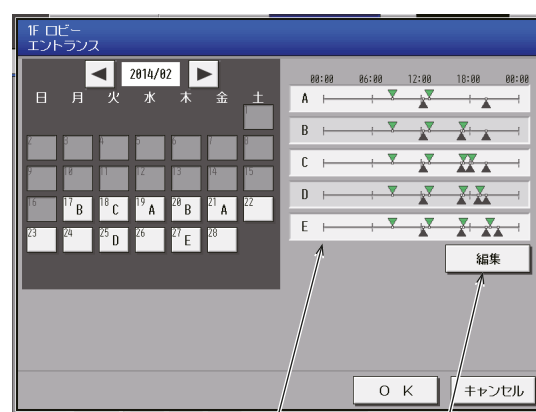 1F ロビー
エントランス
2014/02
日 月 火 水 木 金 土
1
2 3 4 5 6 7 8
9 10 11 12 13 14 15
16 17 B 18 C 19 A 20 B 21 A 22
23 24 25 D 26 27 E 28
00:00 06:00 12:00 18:00 00:00
A
B
C
D
E
編集
OK キャンセル